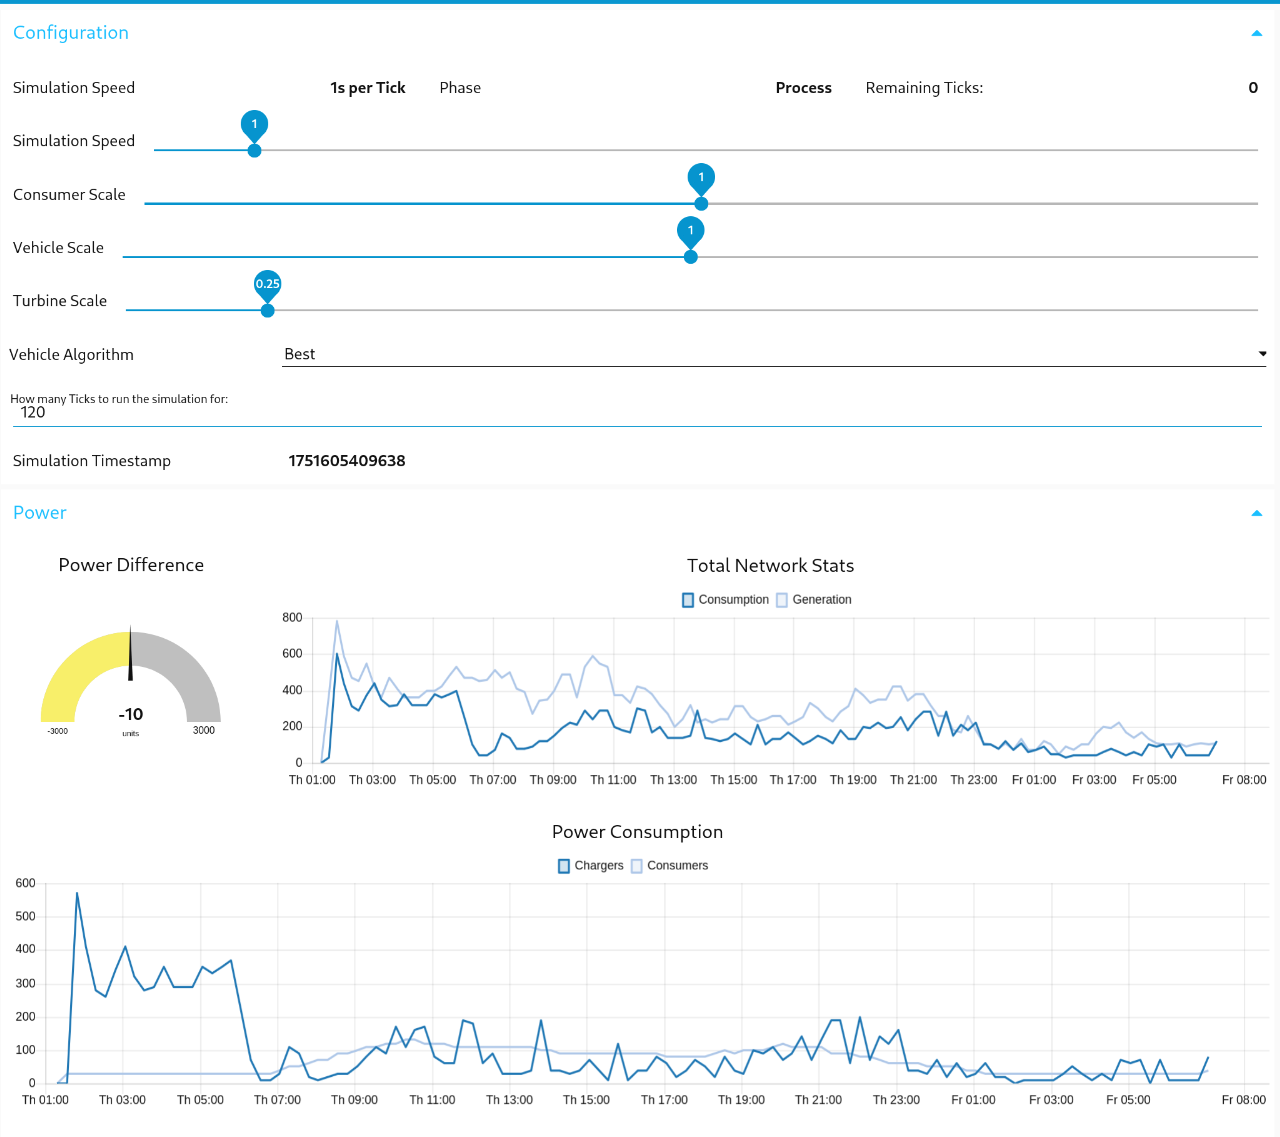 Configuration
Simulation Speed 1s per Tick Phase Process Remaining Ticks: 0
1
Simulation Speed
1
Consumer Scale
1
Vehicle Scale
0.25
Turbine Scale
Vehicle Algorithm Best
How many Ticks to run the simulation for:
120
Simulation Timestamp 1751605409638
Power
Power Difference
-10
-3000 units 3000
Total Network Stats
Consumption Generation
800
600
400
200
0
Th 01:00 Th 03:00 Th 05:00 Th 07:00 Th 09:00 Th 11:00 Th 13:00 Th 15:00 Th 17:00 Th 19:00 Th 21:00 Th 23:00 Fr 01:00 Fr 03:00 Fr 05:00 Fr 08:00
Power Consumption
Chargers Consumers
600
500
400
300
200
100
0
Th 01:00 Th 03:00 Th 05:00 Th 07:00 Th 09:00 Th 11:00 Th 13:00 Th 15:00 Th 17:00 Th 19:00 Th 21:00 Th 23:00 Fr 01:00 Fr 03:00 Fr 05:00 Fr 08:00